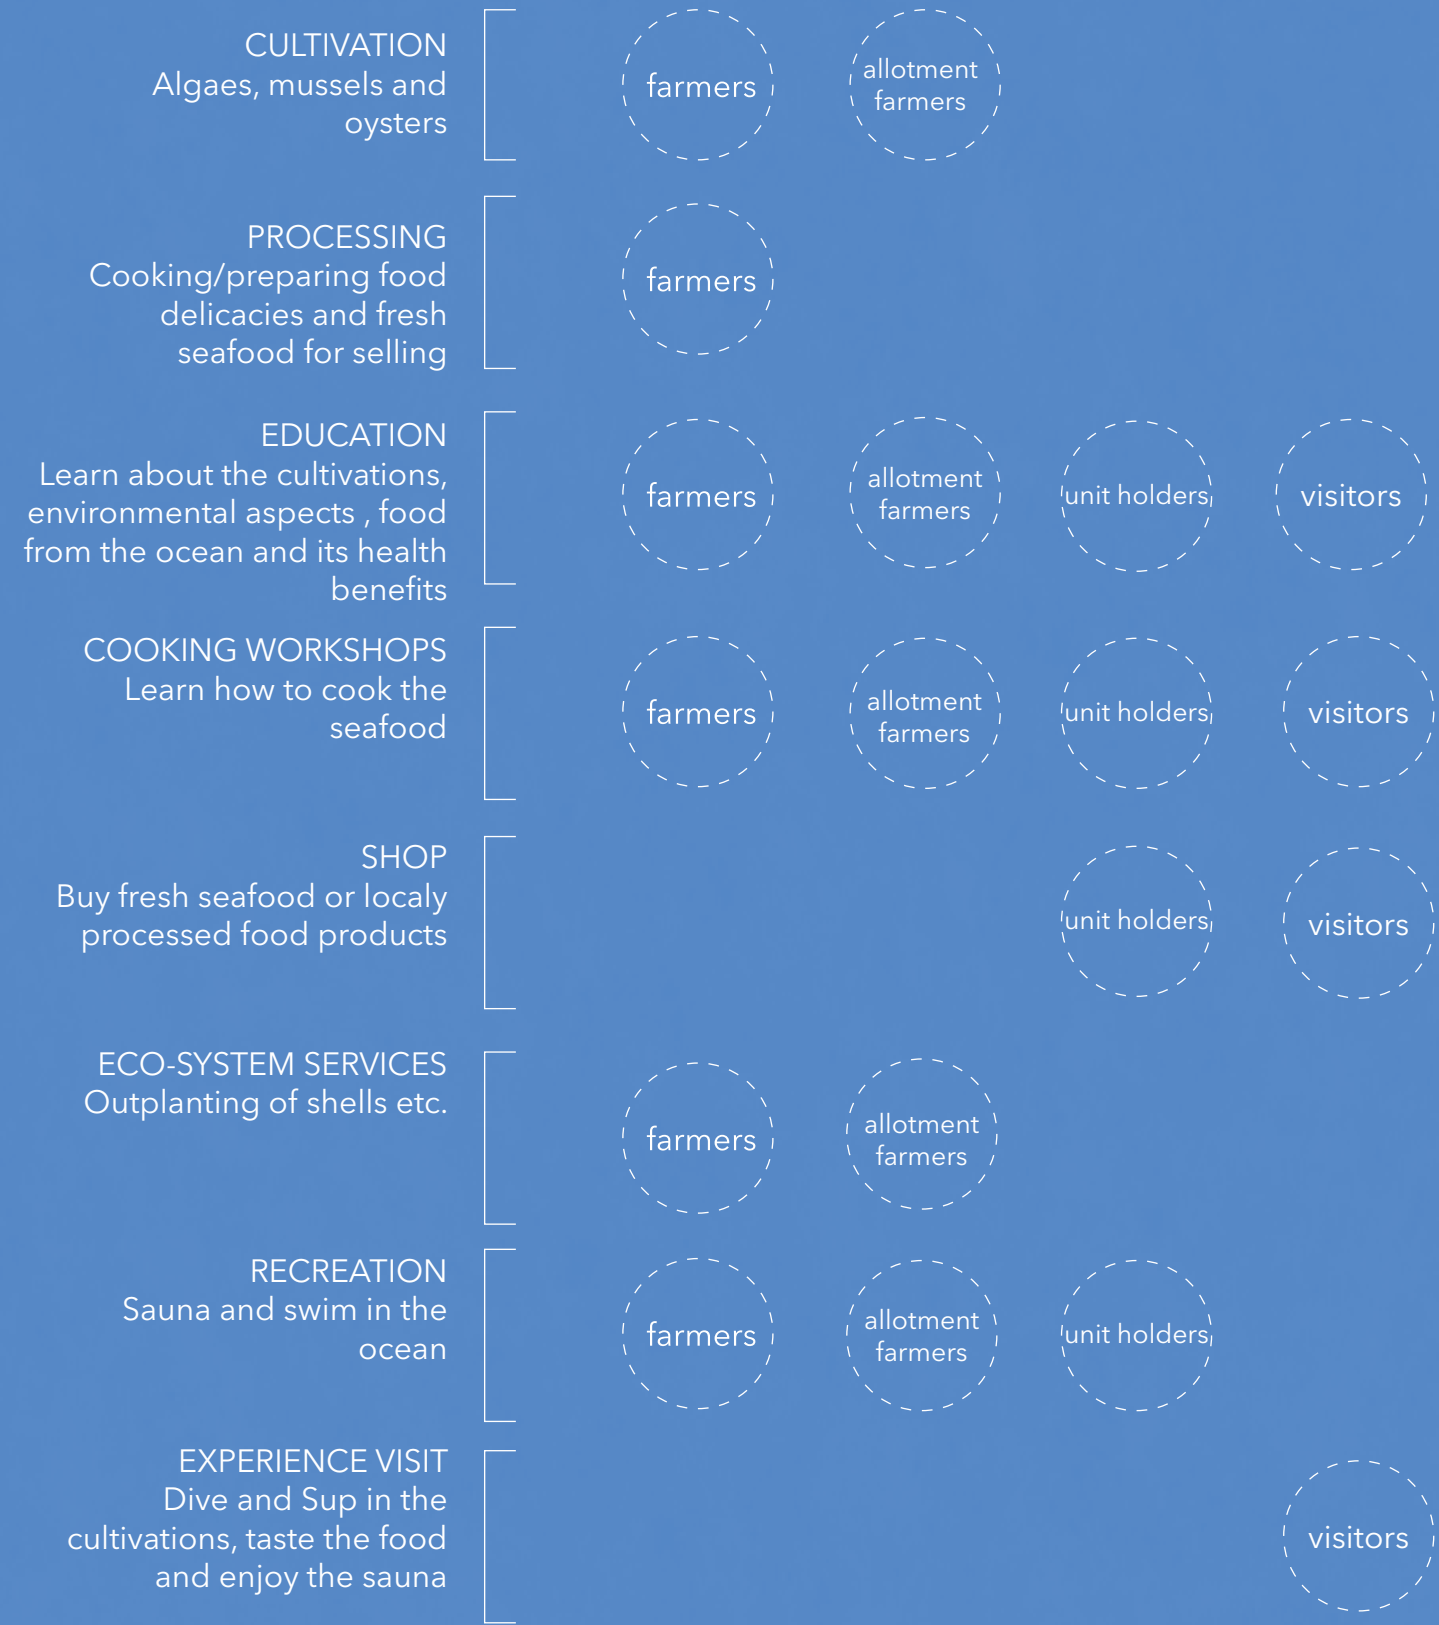 CULTIVATION
Algaes, mussels and
oysters
farmers
allotment
farmers
PROCESSING
Cooking/preparing food
delicacies and fresh
seafood for selling
farmers
EDUCATION
Learn about the cultivations,
environmental aspects , food
from the ocean and its health
benefits
farmers
allotment
farmers
unit holders
visitors
COOKING WORKSHOPS
Learn how to cook the
seafood
farmers
allotment
farmers
unit holders
visitors
SHOP
Buy fresh seafood or localy
processed food products
unit holders
visitors
ECO-SYSTEM SERVICES
Outplanting of shells etc.
farmers
allotment
farmers
RECREATION
Sauna and swim in the
ocean
farmers
allotment
farmers
unit holders
EXPERIENCE VISIT
Dive and Sup in the
cultivations, taste the food
and enjoy the sauna
visitors